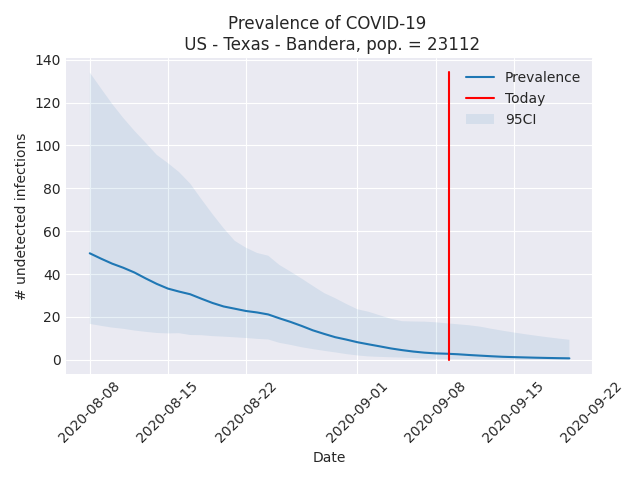 Prevalence of COVID-19
US - Texas - Bandera, pop. = 23112
Prevalence
Today
95CI
140
120
100
80
60
40
20
0
# undetected infections
2020-08-08
2020-08-15
2020-08-22
2020-09-01
2020-09-08
2020-09-15
2020-09-22
Date